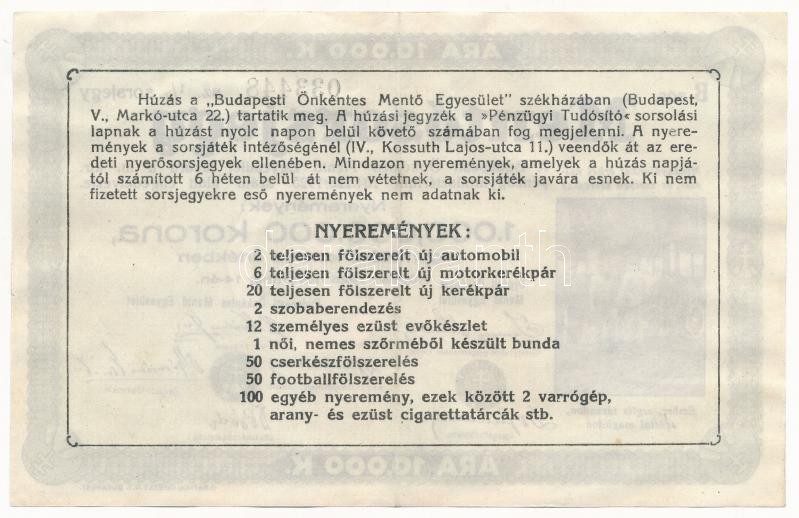 ÁRA 10.000 K.
033448
sorsjegy
Húzás a „Budapesti Önkéntes Mentő Egyesület” székházában (Budapest,
V., Markó-utca 22.) tartatik meg. A húzási jegyzék a »Pénzügyi Tudósító« sorsolási
lapnak a húzást nyolc napon belül követő számában fog megjelenni. A nyere-
mények a sorsjáték intézőségénél (IV., Kossuth Lajos-utca 11.) veendők át az ere-
deti nyerősorsjegyek ellenében. Mindazon nyeremények, amelyek a húzás napjá-
tól számított 6 héten belül át nem vétetnek, a sorsjáték javára esnek. Ki nem
fizetett sorsjegyekre eső nyeremények nem adatnak ki.
NYEREMÉNYEK:
2 teljesen fölszerelt új automobil
6 teljesen fölszerelt új motorkerékpár
20 teljesen fölszerelt új kerékpár
2 szobaberendezés
12 személyes ezüst evőkészlet
1 női, nemes szőrméből készült bunda
50 cserkészfölszerelés
50 footballfölszerelés
100 egyéb nyeremény, ezek között 2 varrógép,
arany- és ezüst cigarettatárcák stb.
darabanth
ÁRA 10.000 K.